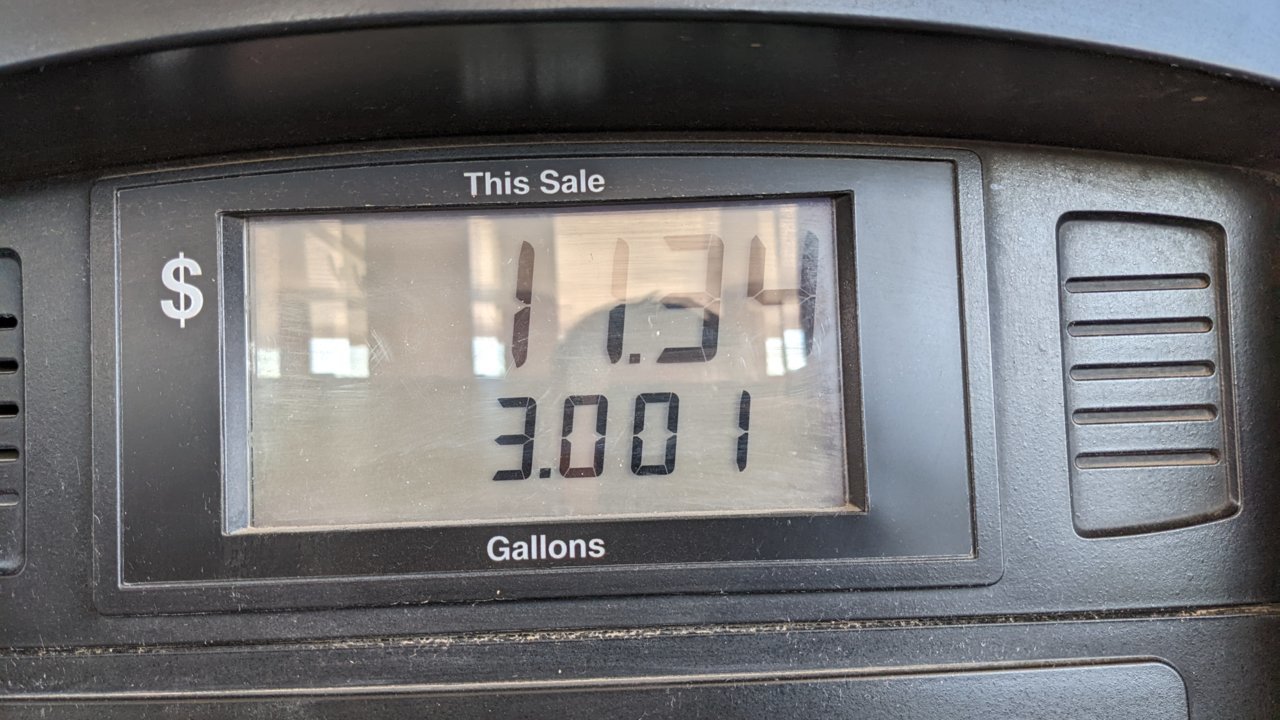 This Sale
$ 11.34
3.001
Gallons